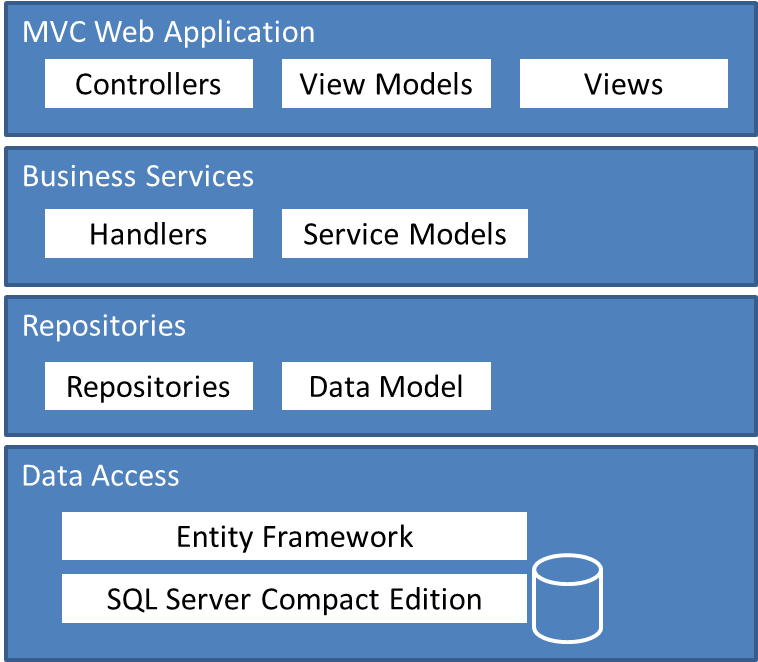 MVC Web Application
Controllers
View Models
Views
Business Services
Handlers
Service Models
Repositories
Repositories
Data Model
Data Access
Entity Framework
SQL Server Compact Edition